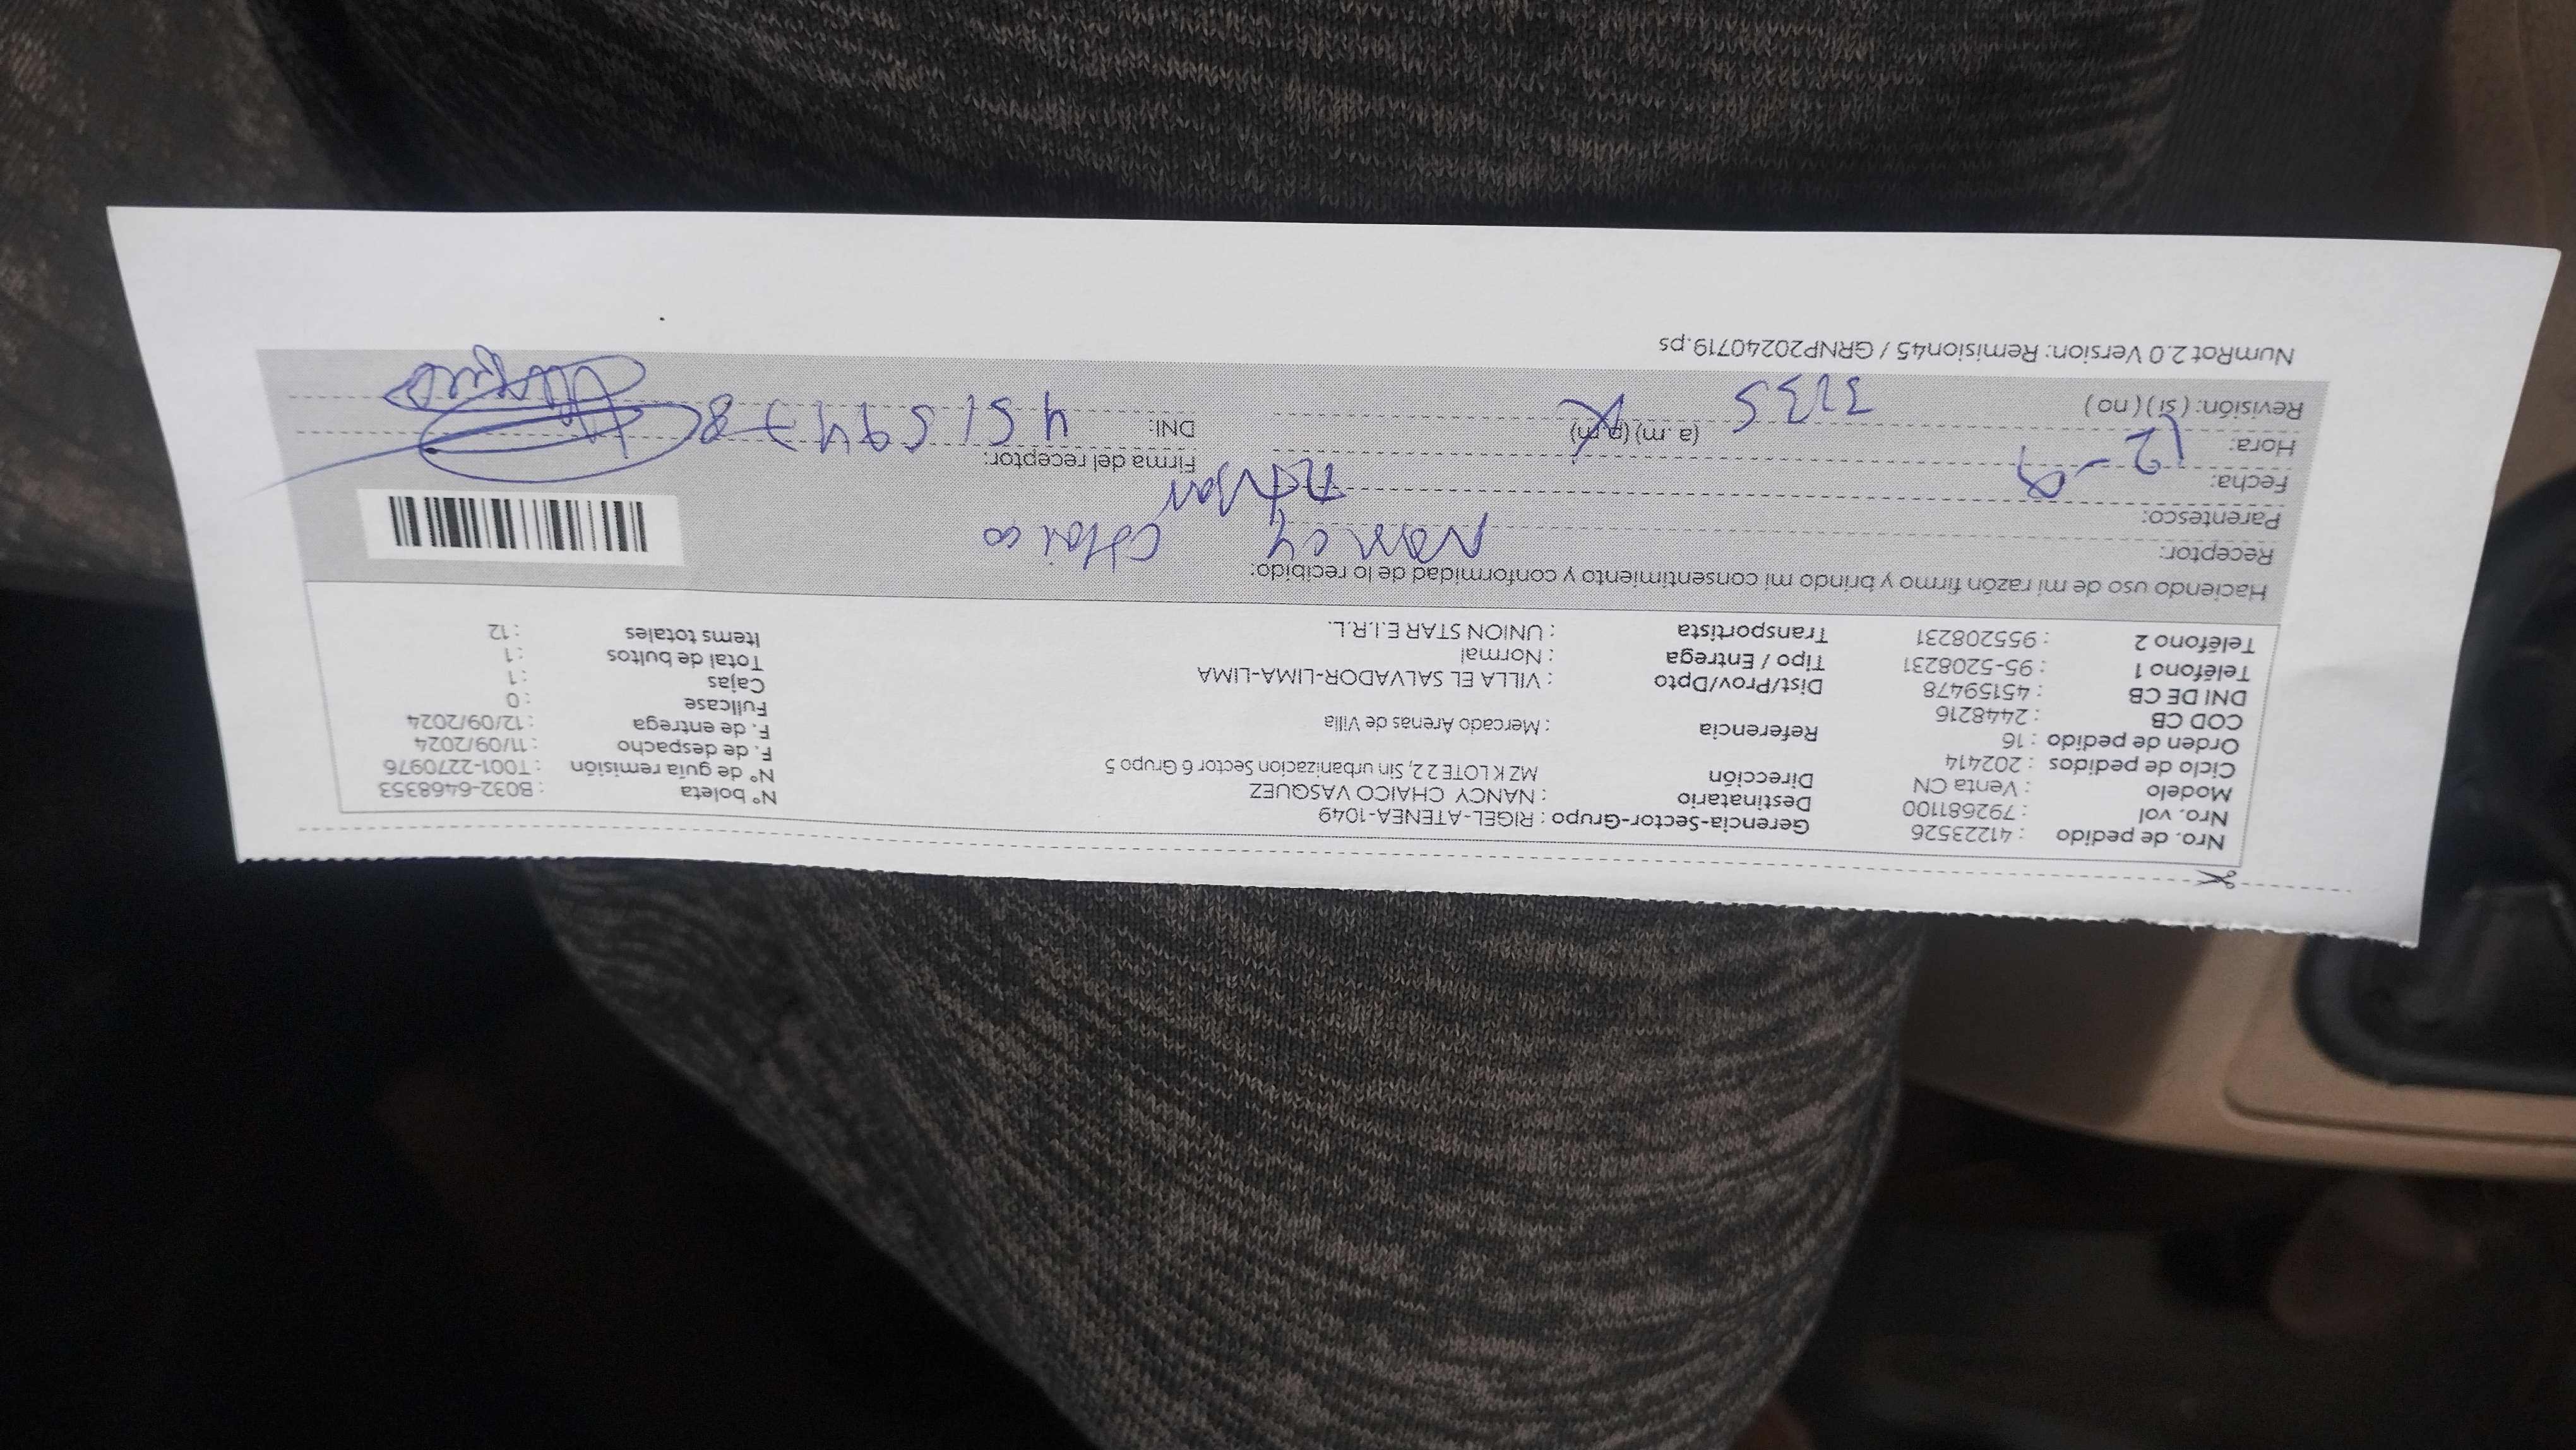 Nro. de pedido : 41223526 Gerencia-Sector-Grupo : RIGEL-ATENEA-1049 N° boleta : B032-6468353
Nro. vol : 792681100 Destinatario : NANCY CHAICO VASQUEZ N° de guía remisión : T001-2270976
Modelo : Venta CN Dirección MZ K LOTE 2 2, Sin urbanizacion Sector 6 Grupo 5 F. de despacho : 11/09/2024
Ciclo de pedidos : 202414 F. de entrega : 12/09/2024
Orden de pedido : 16 Referencia : Mercado Arenas de Villa Fullcase : 0
COD CB : 2448216 Dist/Prov/Dpto : VILLA EL SALVADOR-LIMA-LIMA Cajas : 1
DNI DE CB : 45159478 Tipo / Entrega : Normal Total de bultos : 1
Teléfono 1 : 95-5208231 Transportista : UNION STAR E.I.R.L. Items totales : 12
Teléfono 2 : 955208231
Haciendo uso de mi razón firmo y brindo mi consentimiento y conformidad de lo recibido:
Receptor: Nancy Chaico
Parentesco:
Fecha: 12-9 Firma del receptor:
Hora: (a .m) (p.m) DNI: 45159478
Revisión: ( si ) ( no )
NumRot 2.0 Version: Remision45 / GRNP20240719.ps